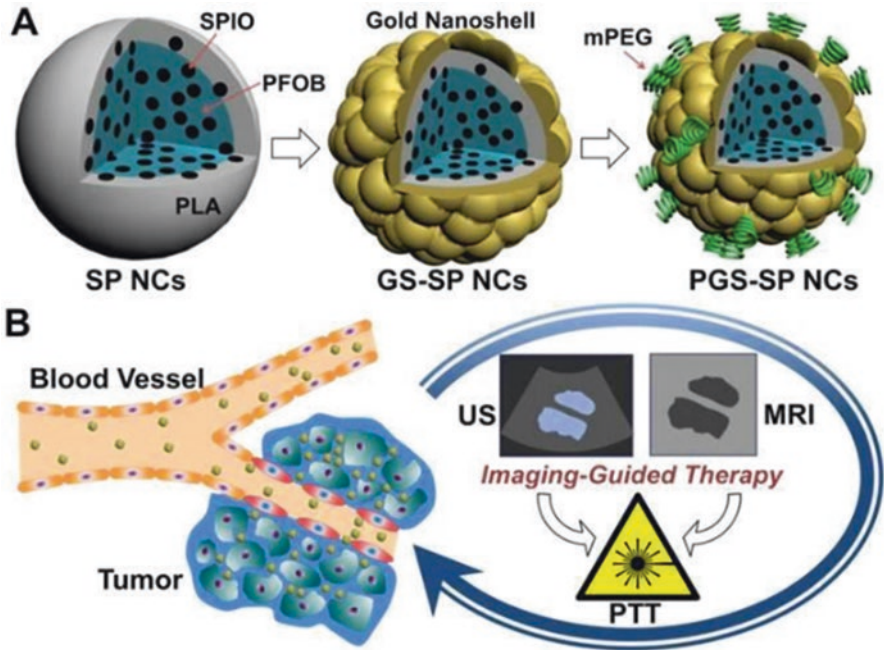 A
SPIO
PFOB
PLA
SP NCs
Gold Nanoshell
GS-SP NCs
mPEG
PGS-SP NCs
B
Blood Vessel
Tumor
US
MRI
Imaging-Guided Therapy
PTT